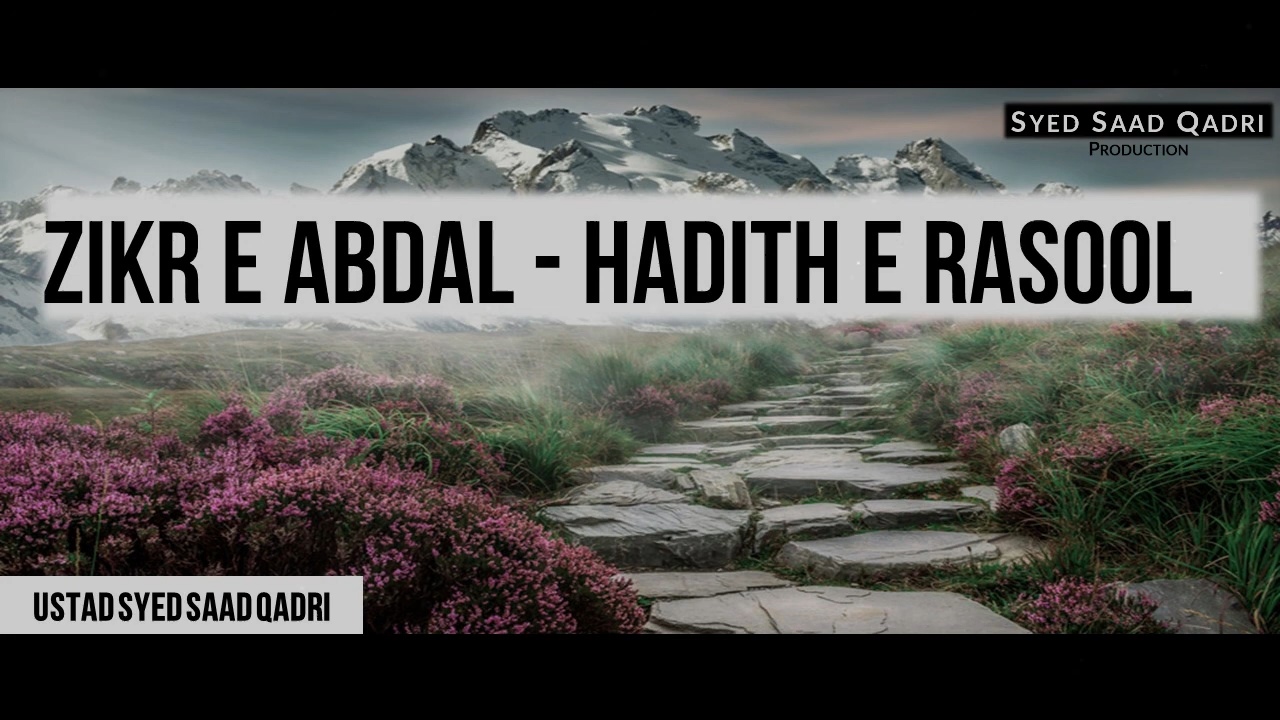 SYED SAAD QADRI
PRODUCTION
ZIKR E ABDAL - HADITH E RASOOL
USTAD SYED SAAD QADRI